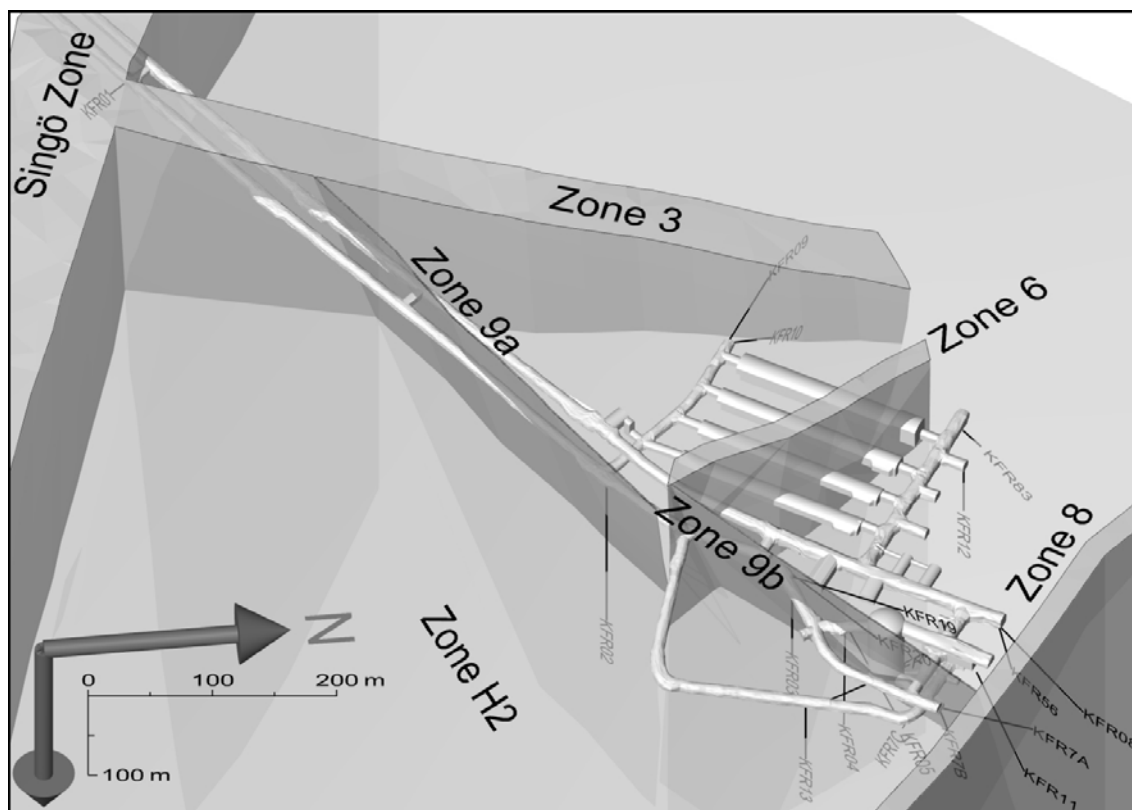 Singö Zone
KFR01
Zone 3
KFR09
KFR10
Zone 9a
Zone 6
KFR83
KFR12
Zone 8
Zone 9b
KFR02
KFR19
Zone H2
KFR03
KFR04
KFR13
KFR05
KFR7B
KFR56
KFR08
KFR7A
KFR11
N
0 100 200 m
100 m